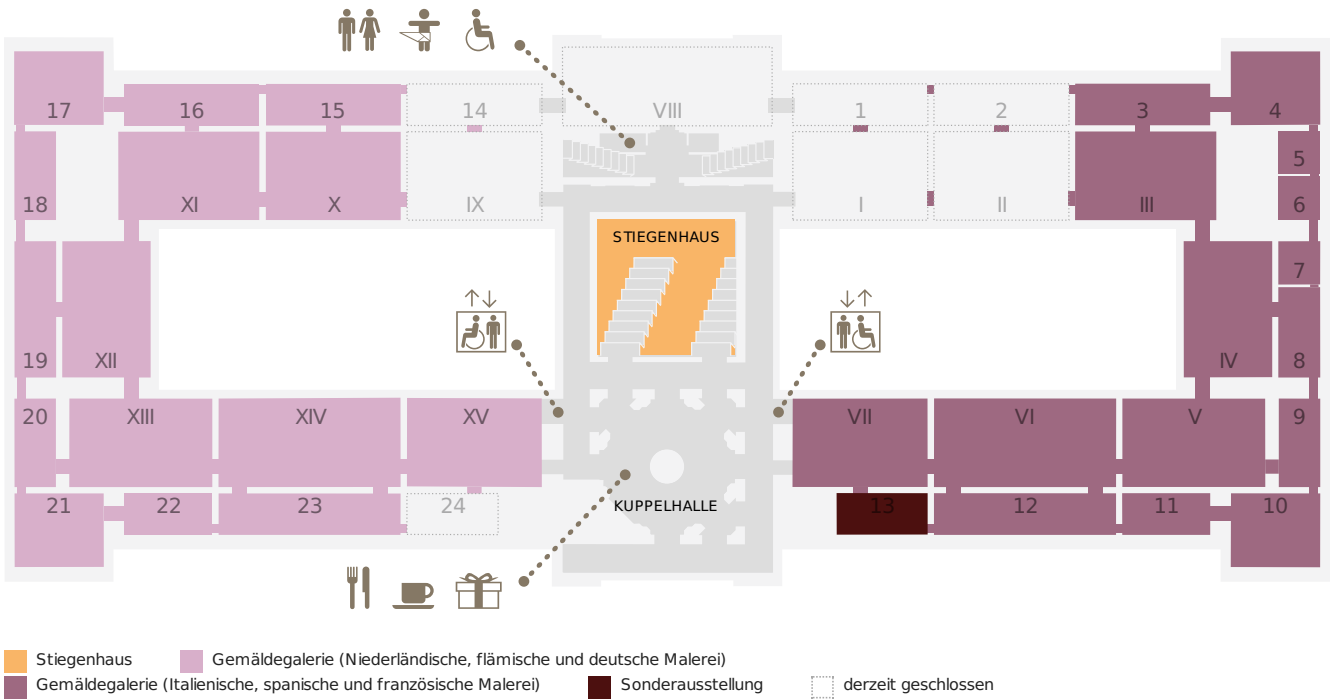 17 16 15 14 VIII 1 2 3 4
5
18 XI X IX I II III 6
STIEGENHAUS
7
19 XII IV 8
20 XIII XIV XV VII VI V 9
21 22 23 24 KUPPELHALLE 13 12 11 10
Stiegenhaus Gemäldegalerie (Niederländische, flämische und deutsche Malerei)
Gemäldegalerie (Italienische, spanische und französische Malerei) Sonderausstellung derzeit geschlossen